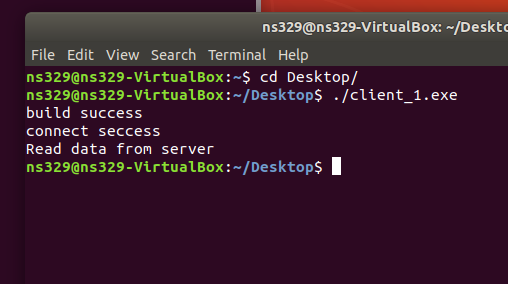 ns329@ns329-VirtualBox: ~/Deskto
File Edit View Search Terminal Help
ns329@ns329-VirtualBox:~$ cd Desktop/
ns329@ns329-VirtualBox:~/Desktop$ ./client_1.exe
build success
connect seccess
Read data from server
ns329@ns329-VirtualBox:~/Desktop$